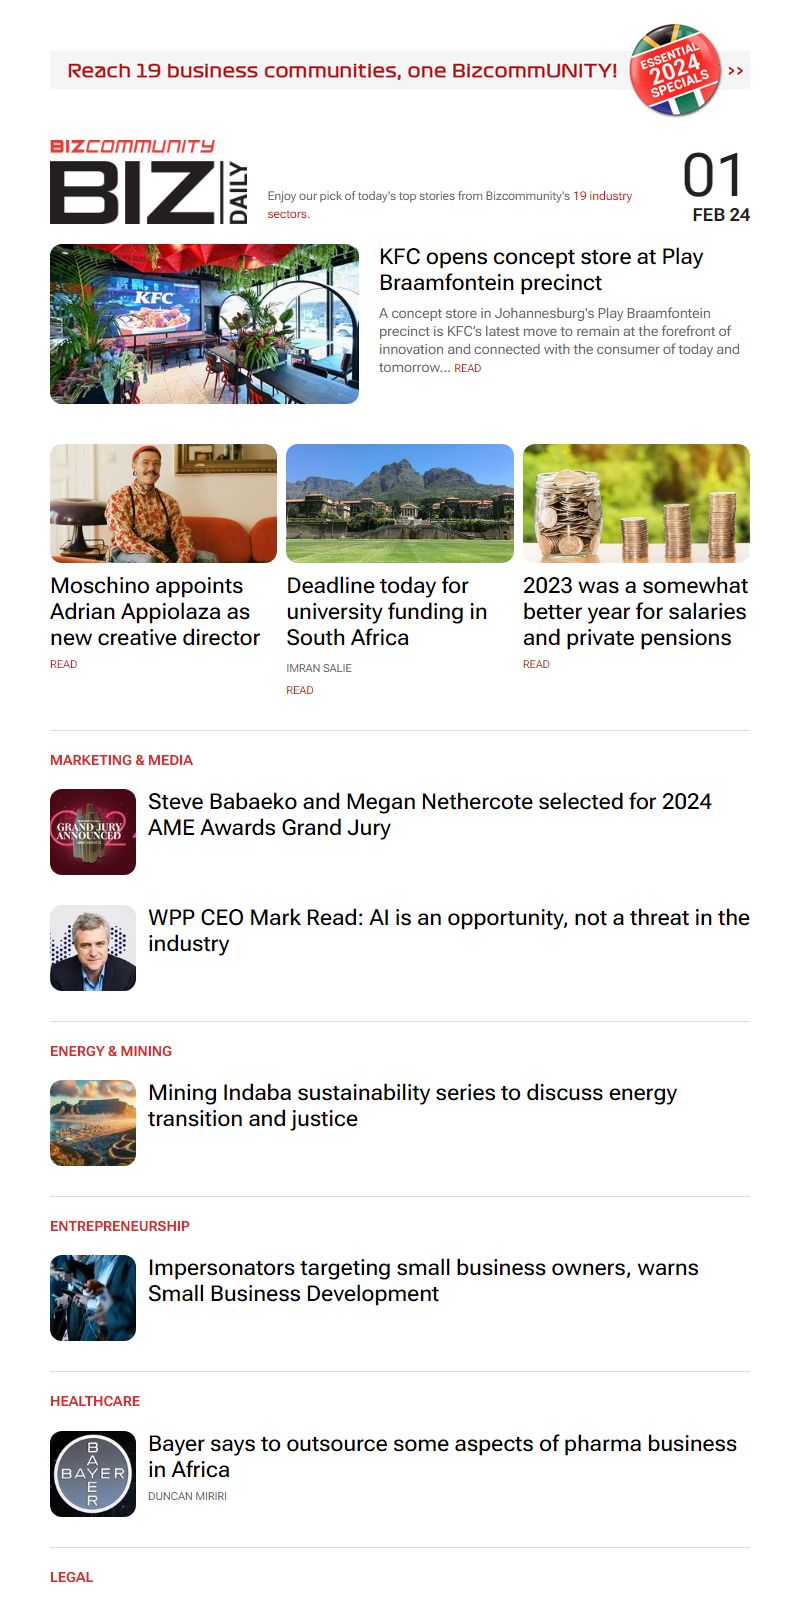 Reach 19 business communities, one BizcommUNITY!
ESSENTIAL
2024
SPECIALS
>>
BIZCOMMUNITY
BIZ
DAILY
Enjoy our pick of today's top stories from Bizcommunity's 19 industry
sectors.
01
FEB 24
KFC
KFC opens concept store at Play
Braamfontein precinct
A concept store in Johannesburg's Play Braamfontein
precinct is KFC's latest move to remain at the forefront of
innovation and connected with the consumer of today and
tomorrow... READ
Moschino appoints
Adrian Appiolaza as
new creative director
READ
Deadline today for
university funding in
South Africa
IMRAN SALIE
READ
2023 was a somewhat
better year for salaries
and private pensions
READ
MARKETING & MEDIA
GRAND JURY
ANNOUNCED
Steve Babaeko and Megan Nethercote selected for 2024
AME Awards Grand Jury
WPP CEO Mark Read: AI is an opportunity, not a threat in the
industry
ENERGY & MINING
Mining Indaba sustainability series to discuss energy
transition and justice
ENTREPRENEURSHIP
Impersonators targeting small business owners, warns
Small Business Development
HEALTHCARE
BAYER
BAYER
Bayer says to outsource some aspects of pharma business
in Africa
DUNCAN MIRIRI
LEGAL